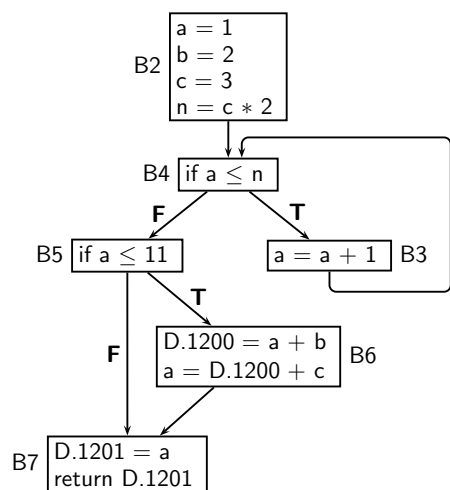 a = 1
b = 2
B2
c = 3
n = c ∗ 2
B4
if a ≤ n
F
T
B5
if a ≤ 11
a = a + 1
B3
T
F
D.1200 = a + b
a = D.1200 + c
B6
B7
D.1201 = a
return D.1201